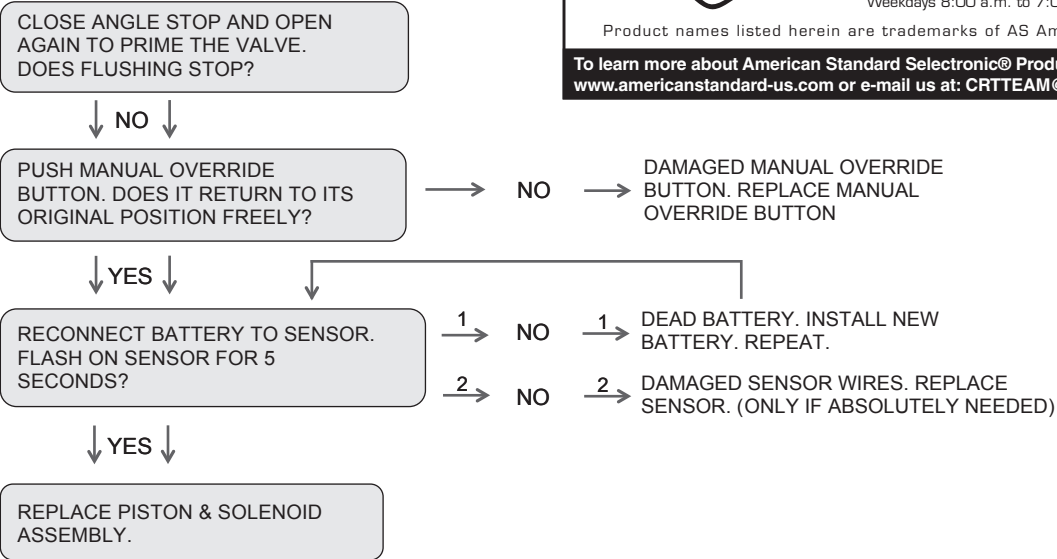 CLOSE ANGLE STOP AND OPEN
AGAIN TO PRIME THE VALVE.
DOES FLUSHING STOP?
Weekdays 8:00 a.m. to
Product names listed herein are trademarks of AS
To learn more about American Standard Selectronic®
www.americanstandard-us.com or e-mail us at:
NO
PUSH MANUAL OVERRIDE
BUTTON. DOES IT RETURN TO ITS
ORIGINAL POSITION FREELY?
NO
DAMAGED MANUAL OVERRIDE
BUTTON. REPLACE MANUAL
OVERRIDE BUTTON
YES
RECONNECT BATTERY TO SENSOR.
FLASH ON SENSOR FOR 5
SECONDS?
1 NO 1
DEAD BATTERY. INSTALL NEW
BATTERY. REPEAT.
2 NO 2
DAMAGED SENSOR WIRES. REPLACE
SENSOR. (ONLY IF ABSOLUTELY NEEDED)
YES
REPLACE PISTON & SOLENOID
ASSEMBLY.